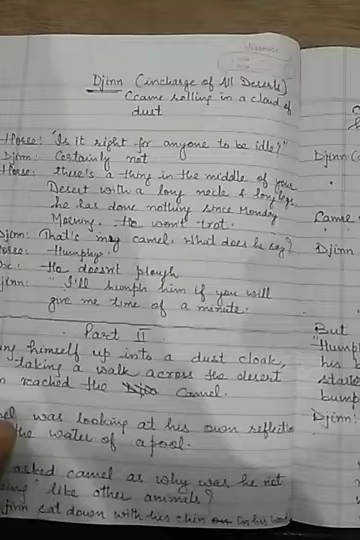 Djinn (incharge of All Deserts)
Came rolling in a cloud of
dust
Horse: "Is it right for anyone to be idle?"
Djinn: Certainly not
Horse: there's a thing in the middle of your
Desert with a long neck & long legs
he has done nothing since Monday
Morning. He won't trot.
Djinn: That's my camel. What does he say?
Horse: Humph
Ox: He doesn't plough
Djinn: "I'll humph him if you will
give me time of a minute.
Part II
himself up into a dust cloak,
taking a walk across the desert
reached the camel.
was looking at his own reflectio
the water of a pool.
asked camel as why was he not
like other animals?
Djinn sat down with his chin in his hand
Djinn
Came
Djinn
But
"Humph
his b
starte
bump
Djinn: